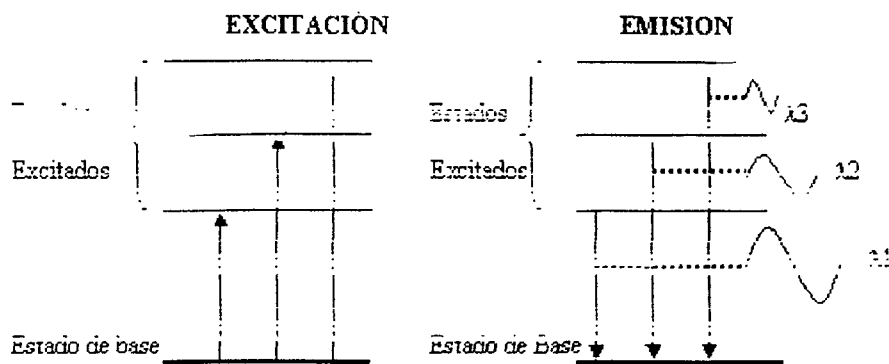 EXCITACIÓN
Excitados
Estado de base
EMISION
Estados
λ3
Excitados
λ2
λ1
Estado de Base